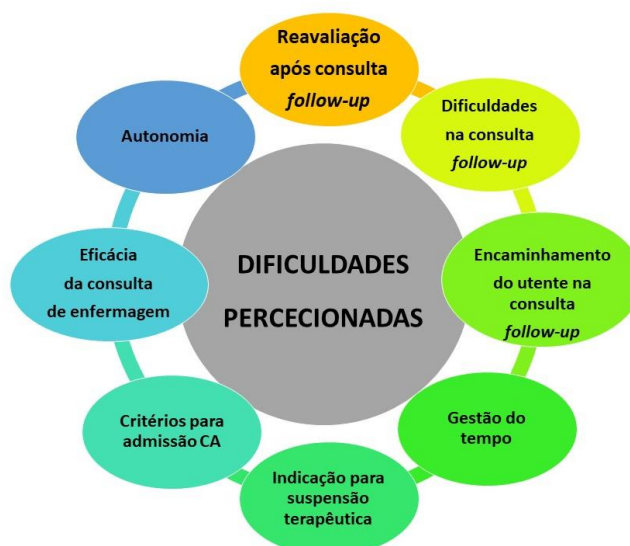 Reavaliação
após consulta
follow-up
Dificuldades
na consulta
follow-up
Encaminhamento
do utente na
consulta
follow-up
Gestão do
tempo
Indicação para
suspensão
terapêutica
Critérios para
admissão CA
Eficácia
da consulta
de enfermagem
Autonomia
DIFICULDADES
PERCECIONADAS